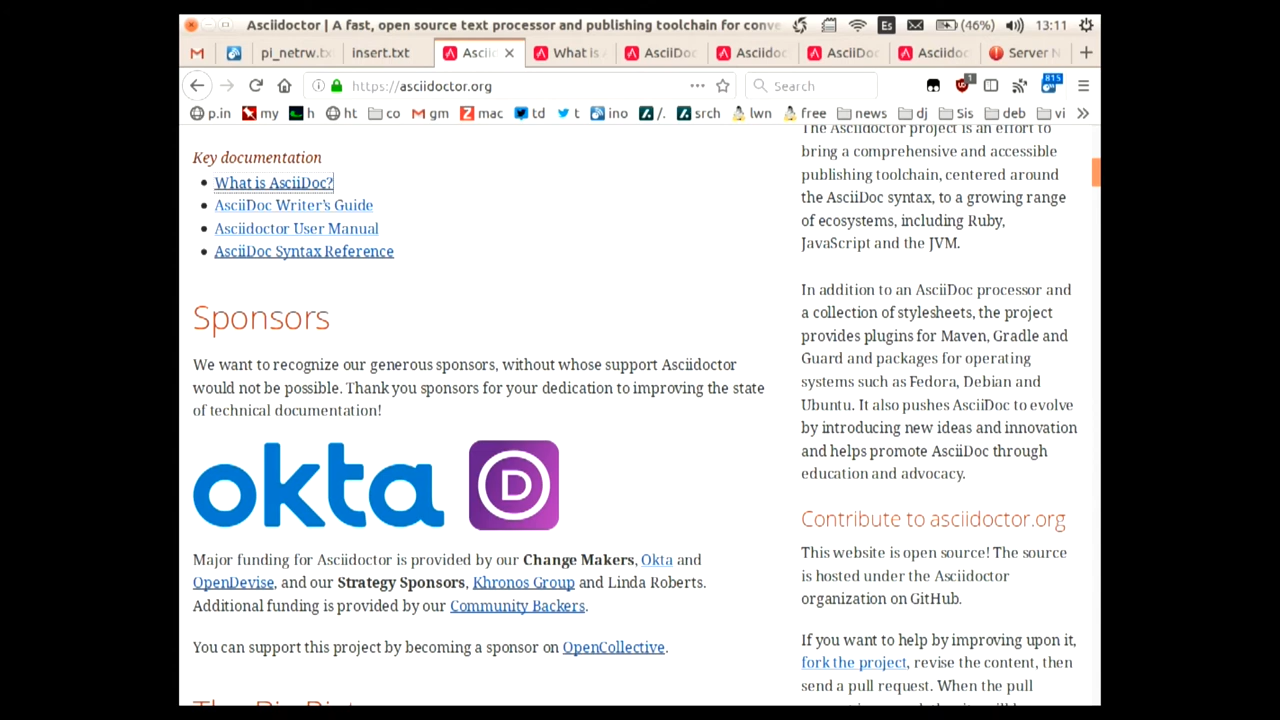 Asciidoctor | A fast, open source text processor and publishing toolchain for conve
Es
(46%)
13:11
pi_netrw.tx
insert.txt
Ascii
What is
AsciiDo
Asciido
AsciiDo
Asciido
Server N
https://asciidoctor.org
Search
1
815
p.in
my
h
ht
co
gm
mac
td
t
ino
/.
srch
lwn
free
news
dj
Sis
deb
vi
Key documentation
What is AsciiDoc?
AsciiDoc Writer's Guide
Asciidoctor User Manual
AsciiDoc Syntax Reference
Sponsors
We want to recognize our generous sponsors, without whose support Asciidoctor
would not be possible. Thank you sponsors for your dedication to improving the state
of technical documentation!
okta
D
Major funding for Asciidoctor is provided by our Change Makers, Okta and
OpenDevise, and our Strategy Sponsors, Khronos Group and Linda Roberts.
Additional funding is provided by our Community Backers.
You can support this project by becoming a sponsor on OpenCollective.
The Asciidoctor project is an effort to
bring a comprehensive and accessible
publishing toolchain, centered around
the AsciiDoc syntax, to a growing range
of ecosystems, including Ruby,
JavaScript and the JVM.
In addition to an AsciiDoc processor and
a collection of stylesheets, the project
provides plugins for Maven, Gradle and
Guard and packages for operating
systems such as Fedora, Debian and
Ubuntu. It also pushes AsciiDoc to evolve
by introducing new ideas and innovation
and helps promote AsciiDoc through
education and advocacy.
Contribute to asciidoctor.org
This website is open source! The source
is hosted under the Asciidoctor
organization on GitHub.
If you want to help by improving upon it,
fork the project, revise the content, then
send a pull request. When the pull